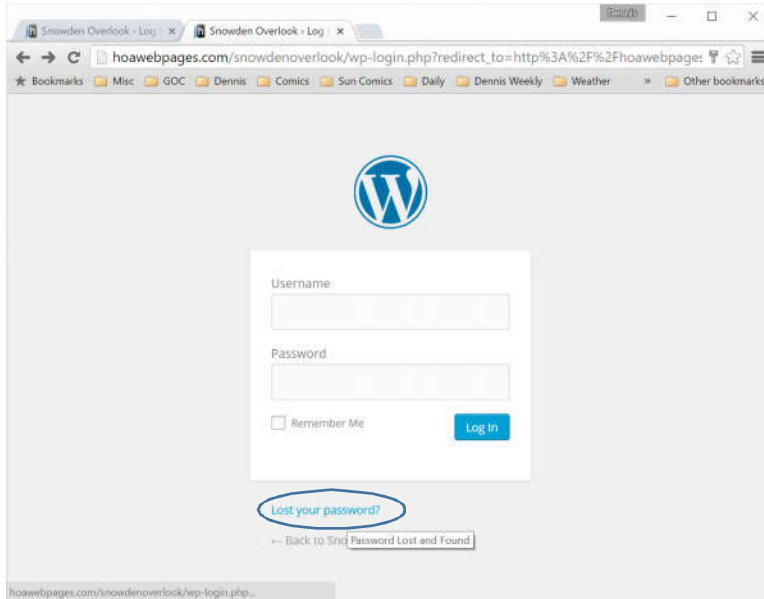 Dennis
Snowden Overlook › Log I
Snowden Overlook › Log I
hoawebpages.com/snowdenoverlook/wp-login.php?redirect_to=http%3A%2F%2Fhoawebpages
Bookmarks Misc GOC Dennis Comics Sun Comics Daily Dennis Weekly Weather » Other bookmarks
W
Username
Password
Remember Me
Log In
Lost your password?
← Back to Sno
Password Lost and Found
hoawebpages.com/snowdenoverlook/wp-login.php...